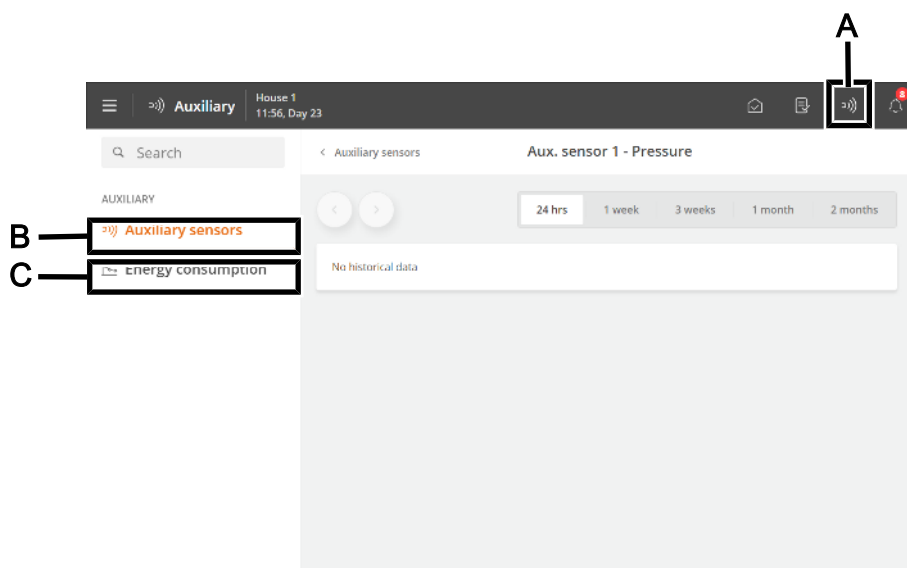 A
Auxiliary
House 1
11:56, Day 23
8
Search
Auxiliary sensors
Aux. sensor 1 - Pressure
AUXILIARY
24 hrs
1 week
3 weeks
1 month
2 months
B
Auxiliary sensors
C
Energy consumption
No historical data